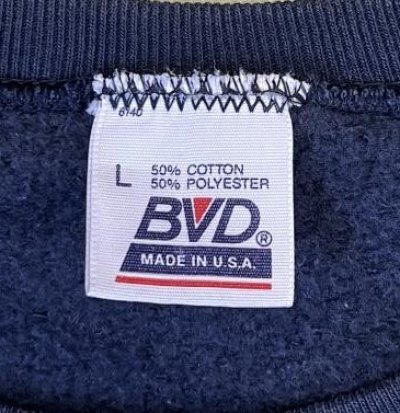 6140
L 50% COTTON
50% POLYESTER
BVD®
MADE IN U.S.A.